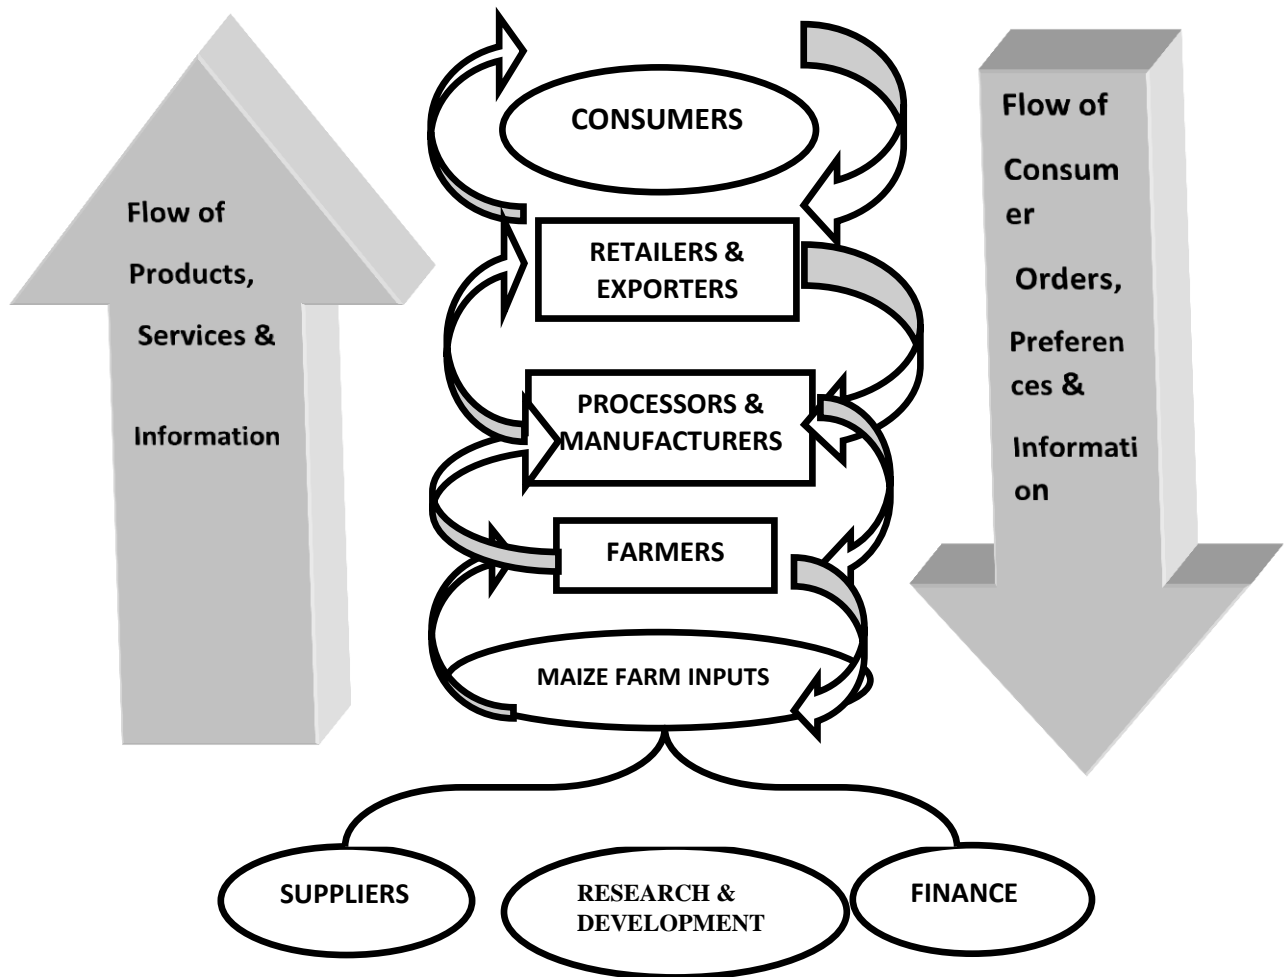 CONSUMERS
RETAILERS &
EXPORTERS
PROCESSORS &
MANUFACTURERS
FARMERS
MAIZE FARM INPUTS
SUPPLIERS
RESEARCH &
DEVELOPMENT
FINANCE
Flow of
Products,
Services &
Information
Flow of
Consum
er
Orders,
Preferen
ces &
Informati
on